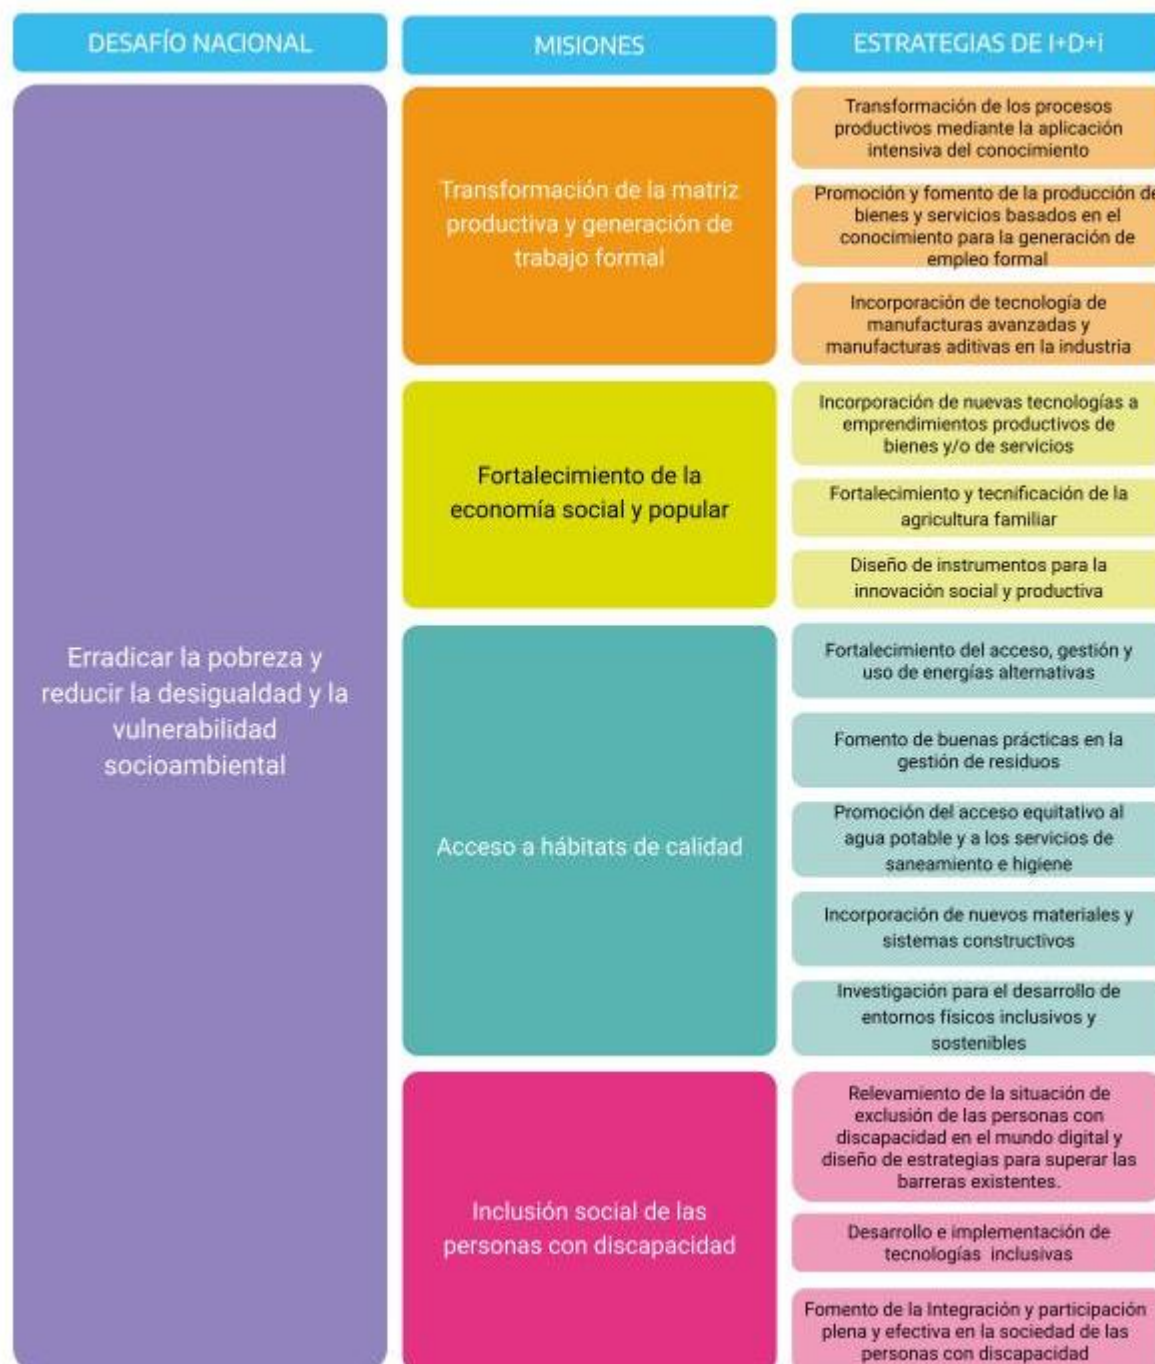 DESAFÍO NACIONAL
MISIONES
ESTRATEGIAS DE I+D+i
Erradicar la pobreza y
reducir la desigualdad y la
vulnerabilidad
socioambiental
Transformación de la matriz
productiva y generación de
trabajo formal
Transformación de los procesos
productivos mediante la aplicación
intensiva del conocimiento
Promoción y fomento de la producción de
bienes y servicios basados en el
conocimiento para la generación de
empleo formal
Incorporación de tecnología de
manufacturas avanzadas y
manufacturas aditivas en la industria
Fortalecimiento de la
economía social y popular
Incorporación de nuevas tecnologías a
emprendimientos productivos de
bienes y/o de servicios
Fortalecimiento y tecnificación de la
agricultura familiar
Diseño de instrumentos para la
innovación social y productiva
Acceso a hábitats de calidad
Fortalecimiento del acceso, gestión y
uso de energías alternativas
Fomento de buenas prácticas en la
gestión de residuos
Promoción del acceso equitativo al
agua potable y a los servicios de
saneamiento e higiene
Incorporación de nuevos materiales y
sistemas constructivos
Investigación para el desarrollo de
entornos físicos inclusivos y
sostenibles
Inclusión social de las
personas con discapacidad
Relevamiento de la situación de
exclusión de las personas con
discapacidad en el mundo digital y
diseño de estrategias para superar las
barreras existentes.
Desarrollo e implementación de
tecnologías inclusivas
Fomento de la Integración y participación
plena y efectiva en la sociedad de las
personas con discapacidad